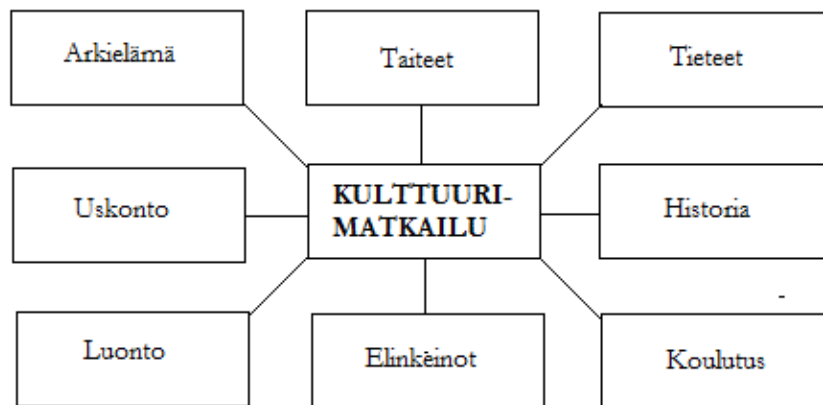 Arkielämä
Taiteet
Tieteet
Uskonto
KULTTUURI-
MATKAILU
Historia
Luonto
Elinkeinot
Koulutus